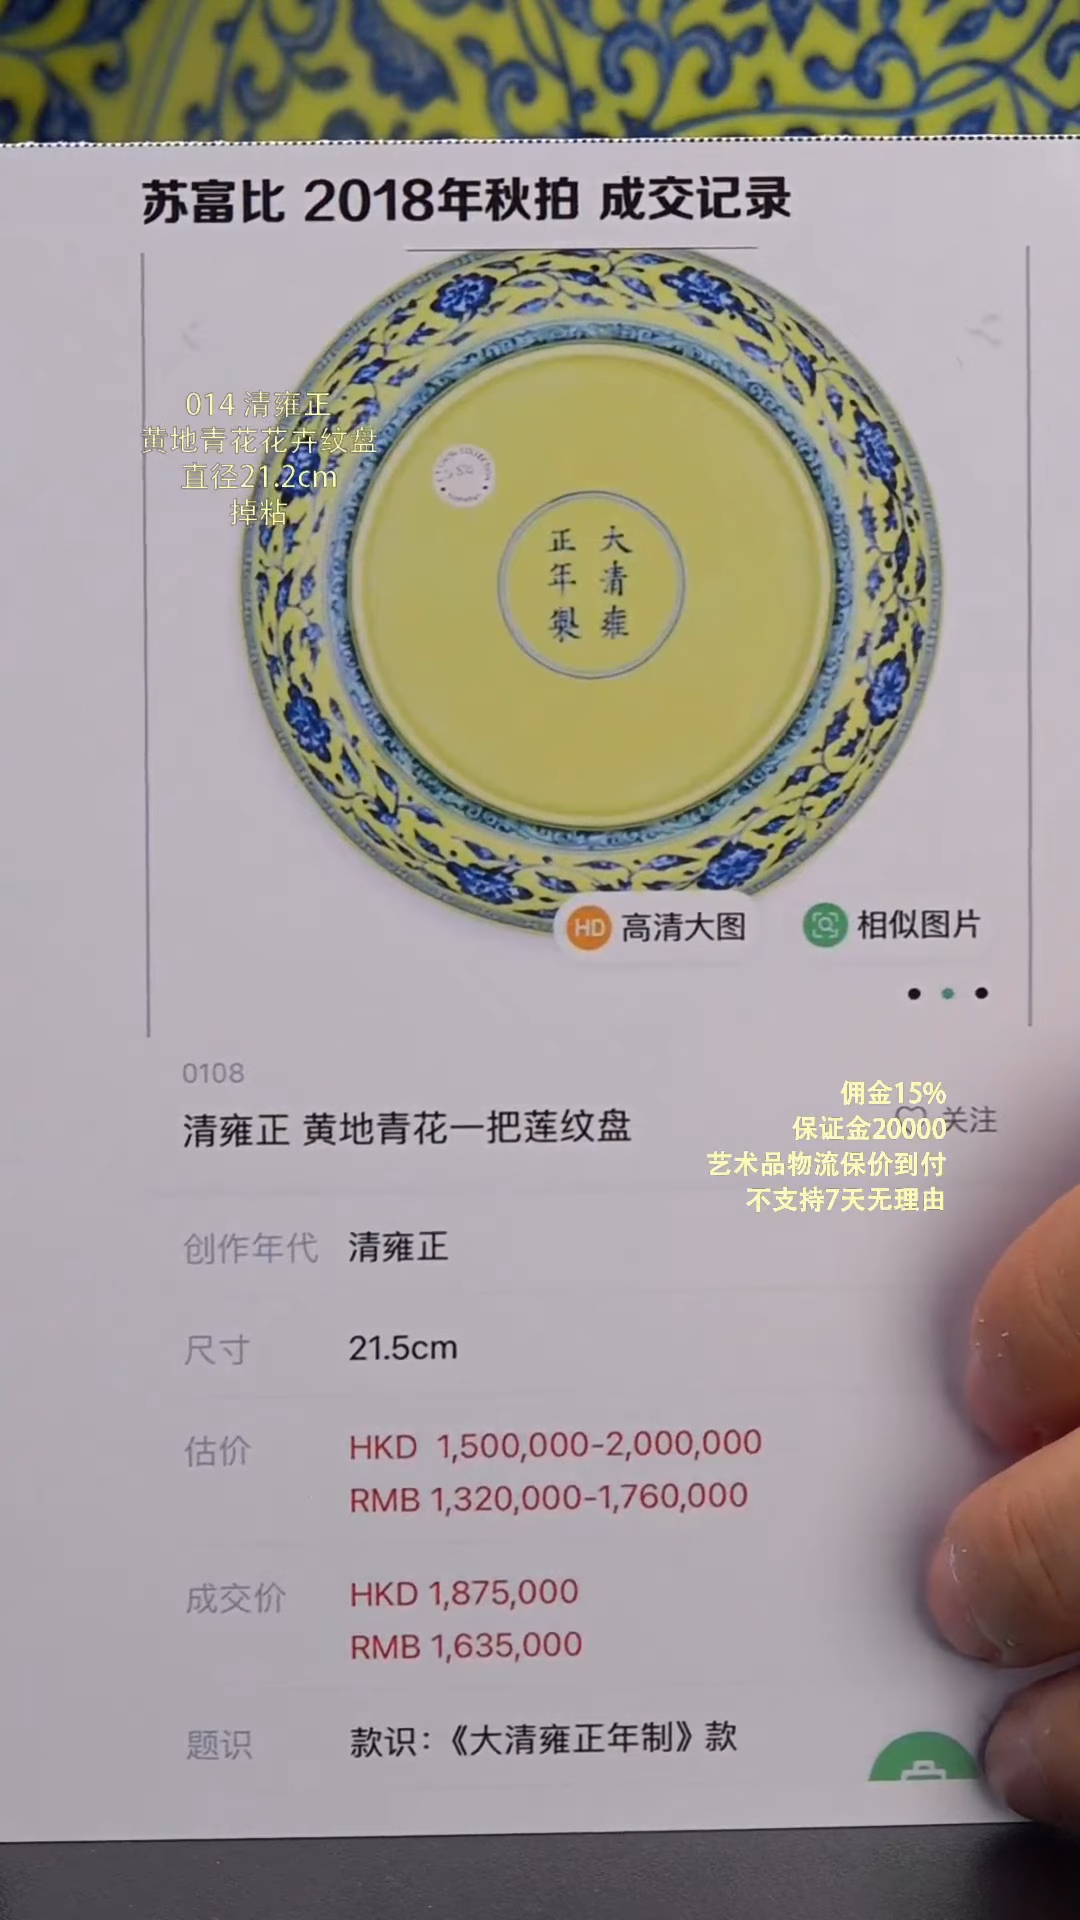 苏富比 2018年秋拍 成交记录
014 清雍正
黄地青花花卉纹盘
直径21.2cm
掉粘
大清雍
正年製
HD 高清大图
相似图片
0108
清雍正 黄地青花一把莲纹盘
关注
佣金15%
保证金20000
艺术品物流保价到付
不支持7天无理由
创作年代 清雍正
尺寸 21.5cm
估价 HKD 1,500,000-2,000,000
RMB 1,320,000-1,760,000
成交价 HKD 1,875,000
RMB 1,635,000
题识 款识：《大清雍正年制》款